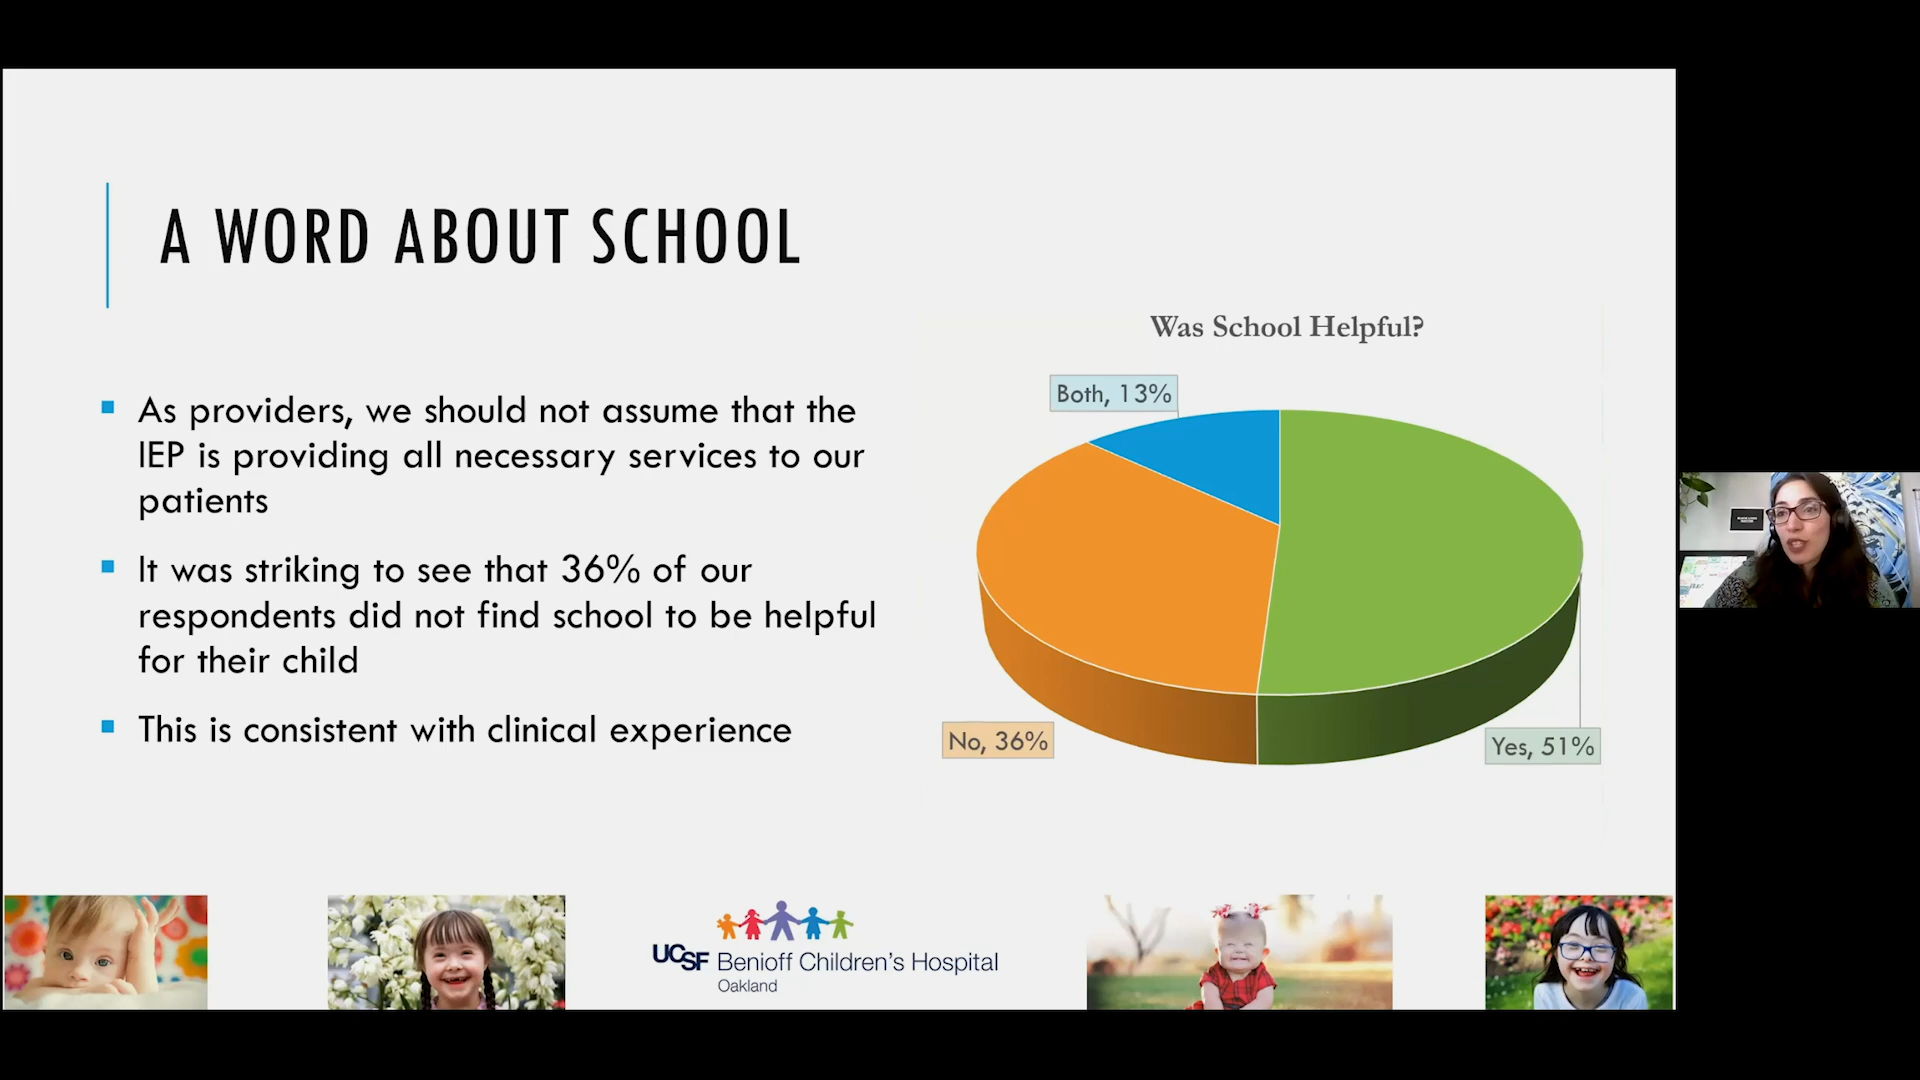 A WORD ABOUT SCHOOL
As providers, we should not assume that the
IEP is providing all necessary services to our
patients
It was striking to see that 36% of our
respondents did not find school to be helpful
for their child
This is consistent with clinical experience
Was School Helpful?
Both, 13%
No, 36%
Yes, 51%
UCSF Benioff Children's Hospital
Oakland